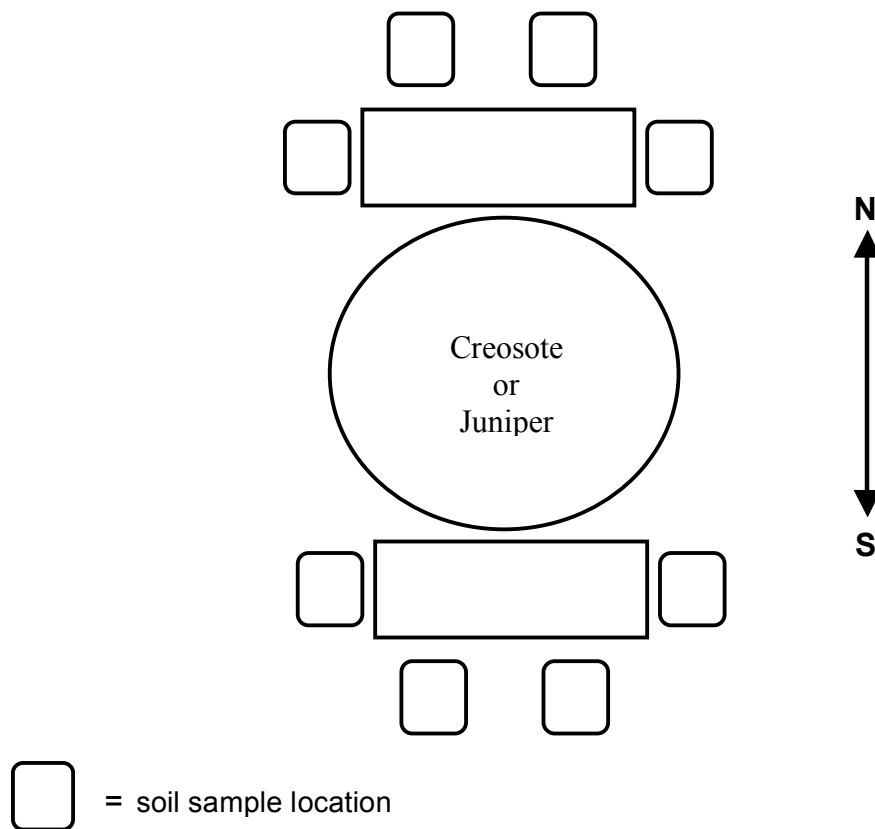 N
Creosote
or
Juniper
S
= soil sample location